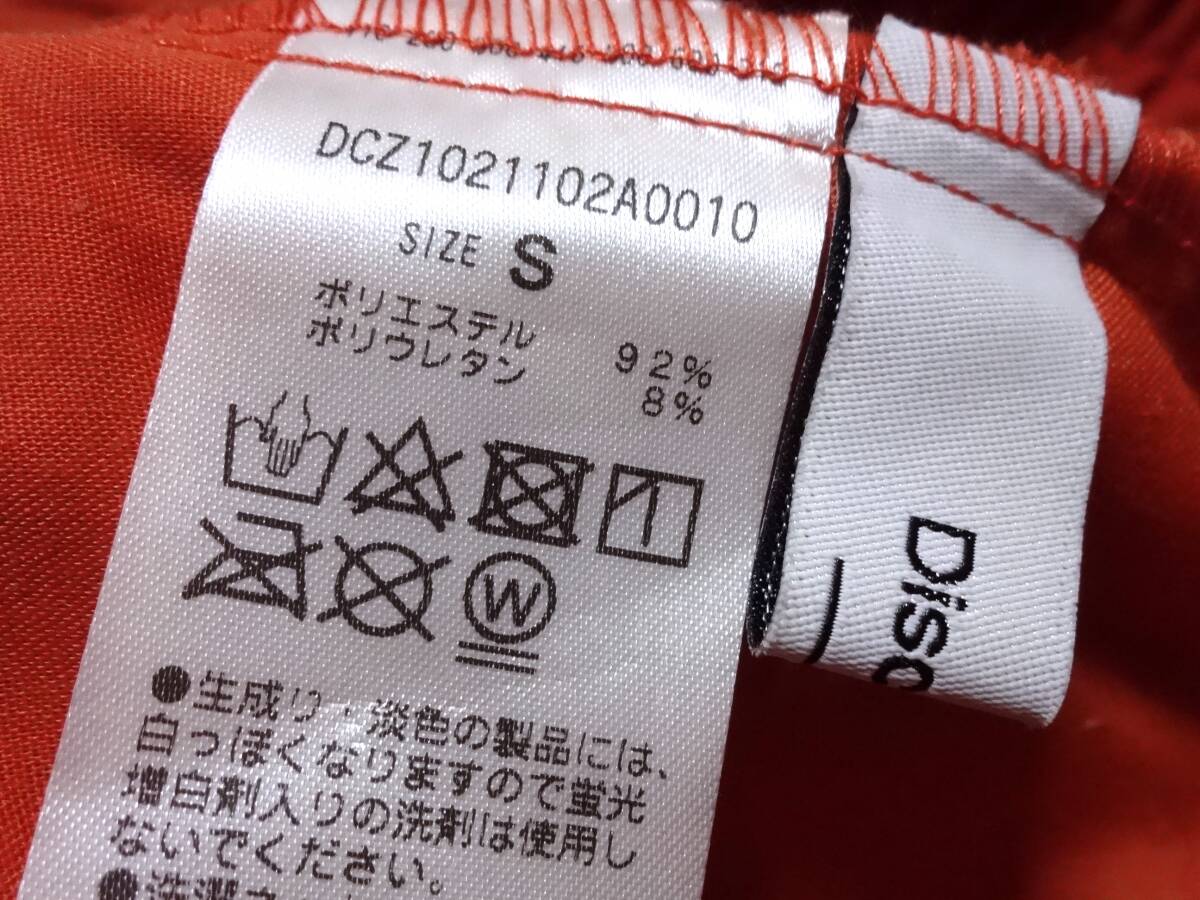 DCZ1021102A0010
SIZE S
ポリエステル 92%
ポリウレタン 8%
W
●生成り・淡色の製品には、
白っぽくなりますので蛍光
増白剤入りの洗剤は使用し
ないでください。
Disc